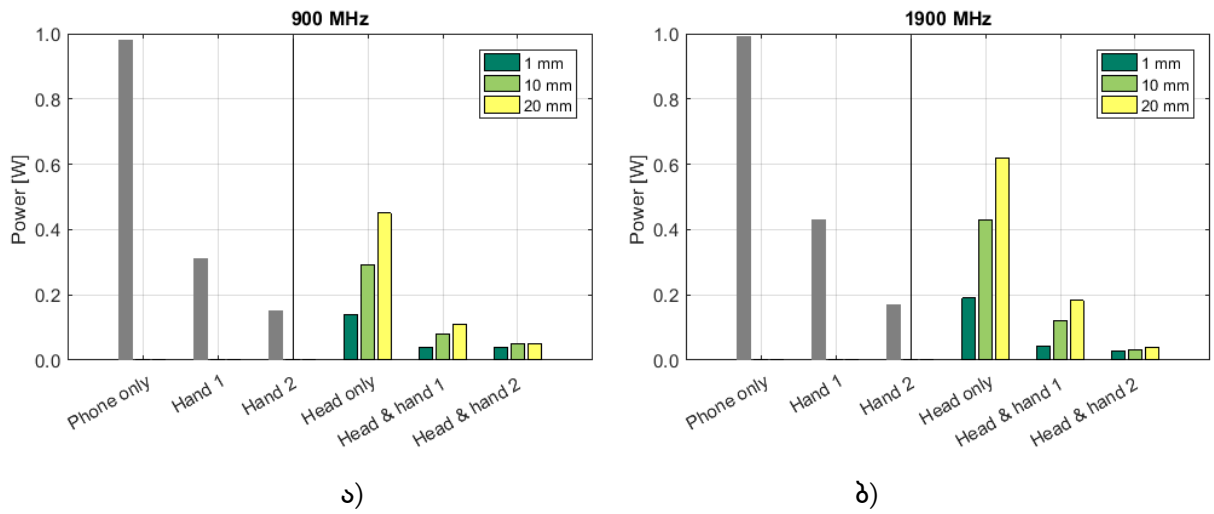 900 MHz
Power [W]
1.0
0.8
0.6
0.4
0.2
0.0
1 mm
10 mm
20 mm
Phone only
Hand 1
Hand 2
Head only
Head & hand 1
Head & hand 2
ა)
1900 MHz
Power [W]
1.0
0.8
0.6
0.4
0.2
0.0
1 mm
10 mm
20 mm
Phone only
Hand 1
Hand 2
Head only
Head & hand 1
Head & hand 2
ბ)